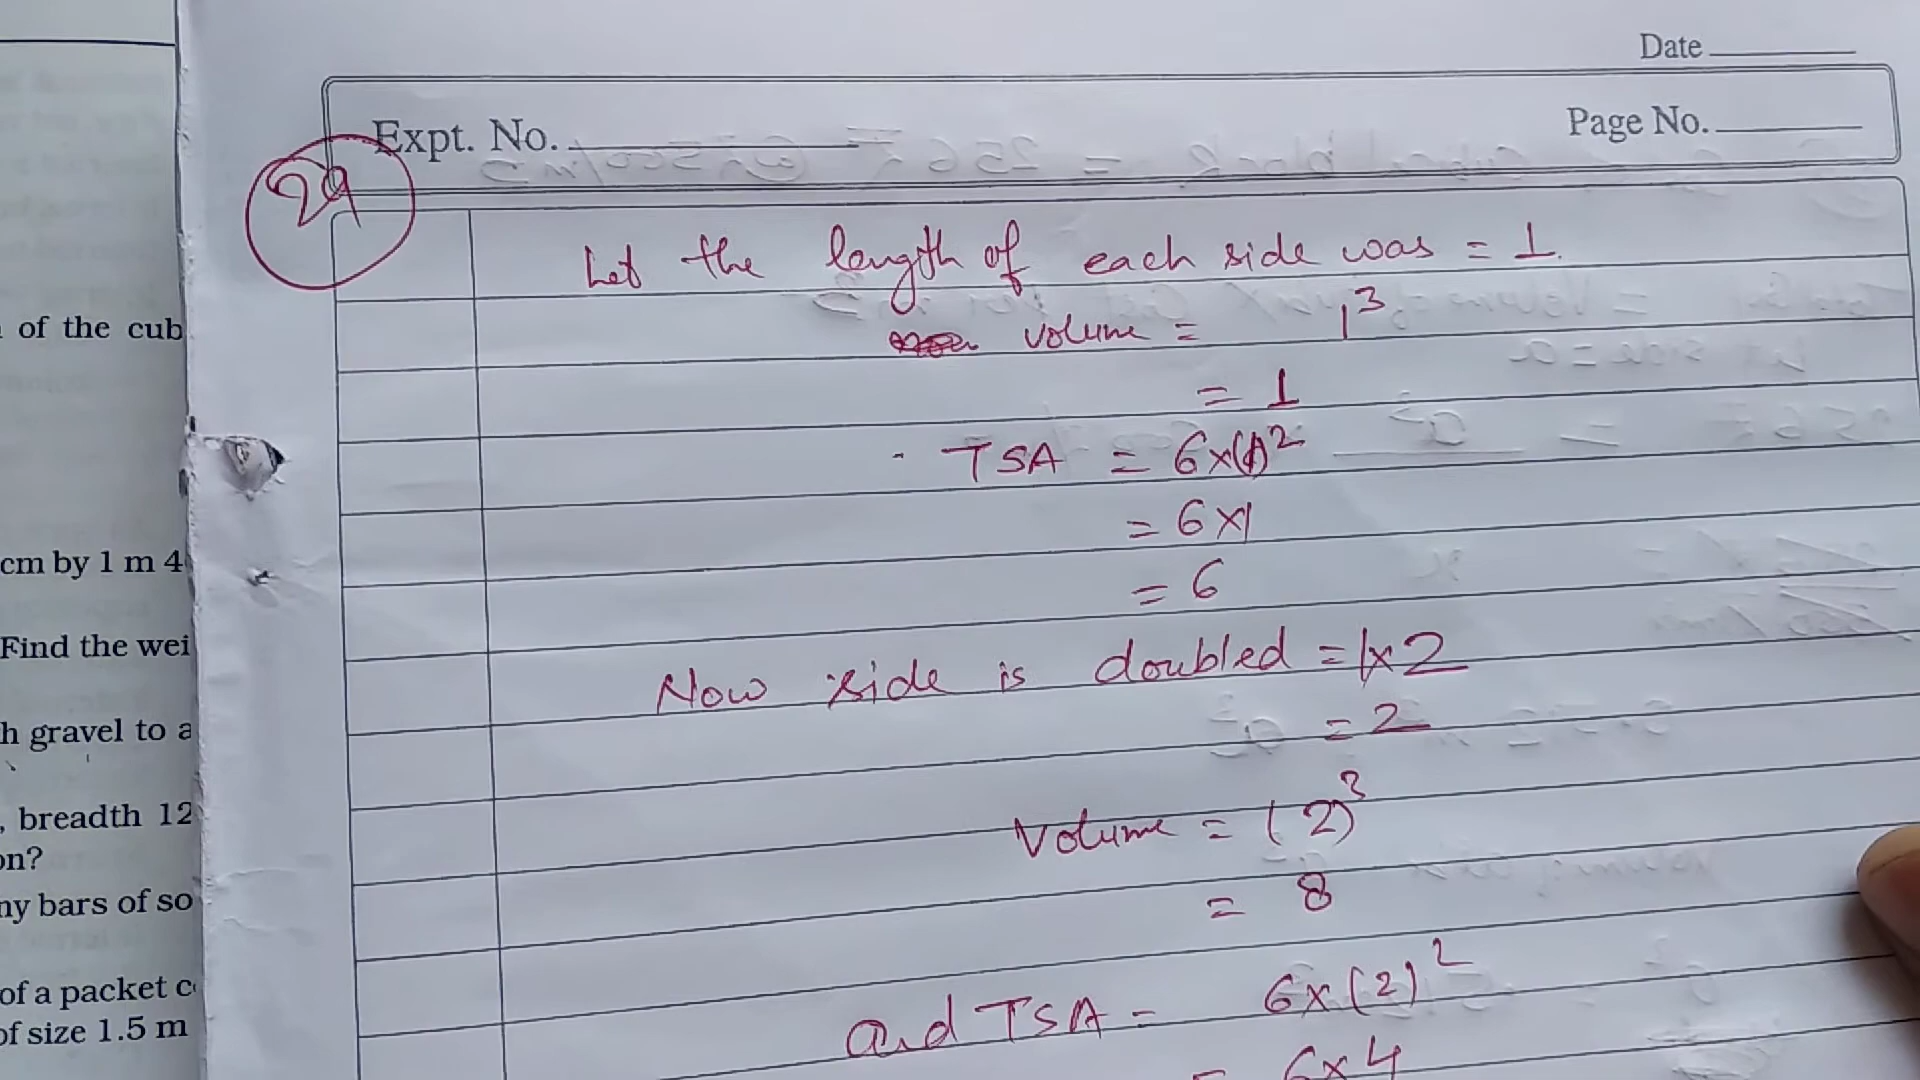 Date
Expt. No.
Page No.
29
Let the length of each side was = 1.
volume = 1³
= 1
TSA = 6×(1)²
= 6×1
= 6
Now side is doubled = 1×2
= 2
Volume = (2)³
= 8
and TSA = 6×(2)²
= 6×4
of the cub
cm by 1 m 4
Find the wei
h gravel to a
, breadth 12
on?
ny bars of so
of a packet c
of size 1.5 m